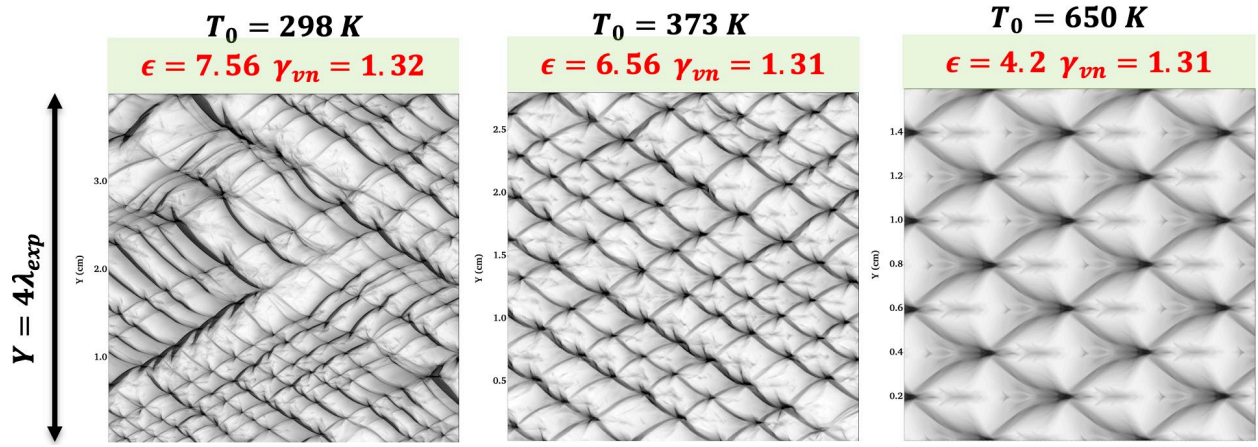 T₀ = 298 K
ϵ = 7.56 γᵥₙ = 1.32
T₀ = 373 K
ϵ = 6.56 γᵥₙ = 1.31
T₀ = 650 K
ϵ = 4.2 γᵥₙ = 1.31
Y = 4λₑₓₚ
Y (cm)
3.0
2.0
1.0
Y (cm)
2.5
2.0
1.5
1.0
0.5
Y (cm)
1.4
1.2
1.0
0.8
0.6
0.4
0.2